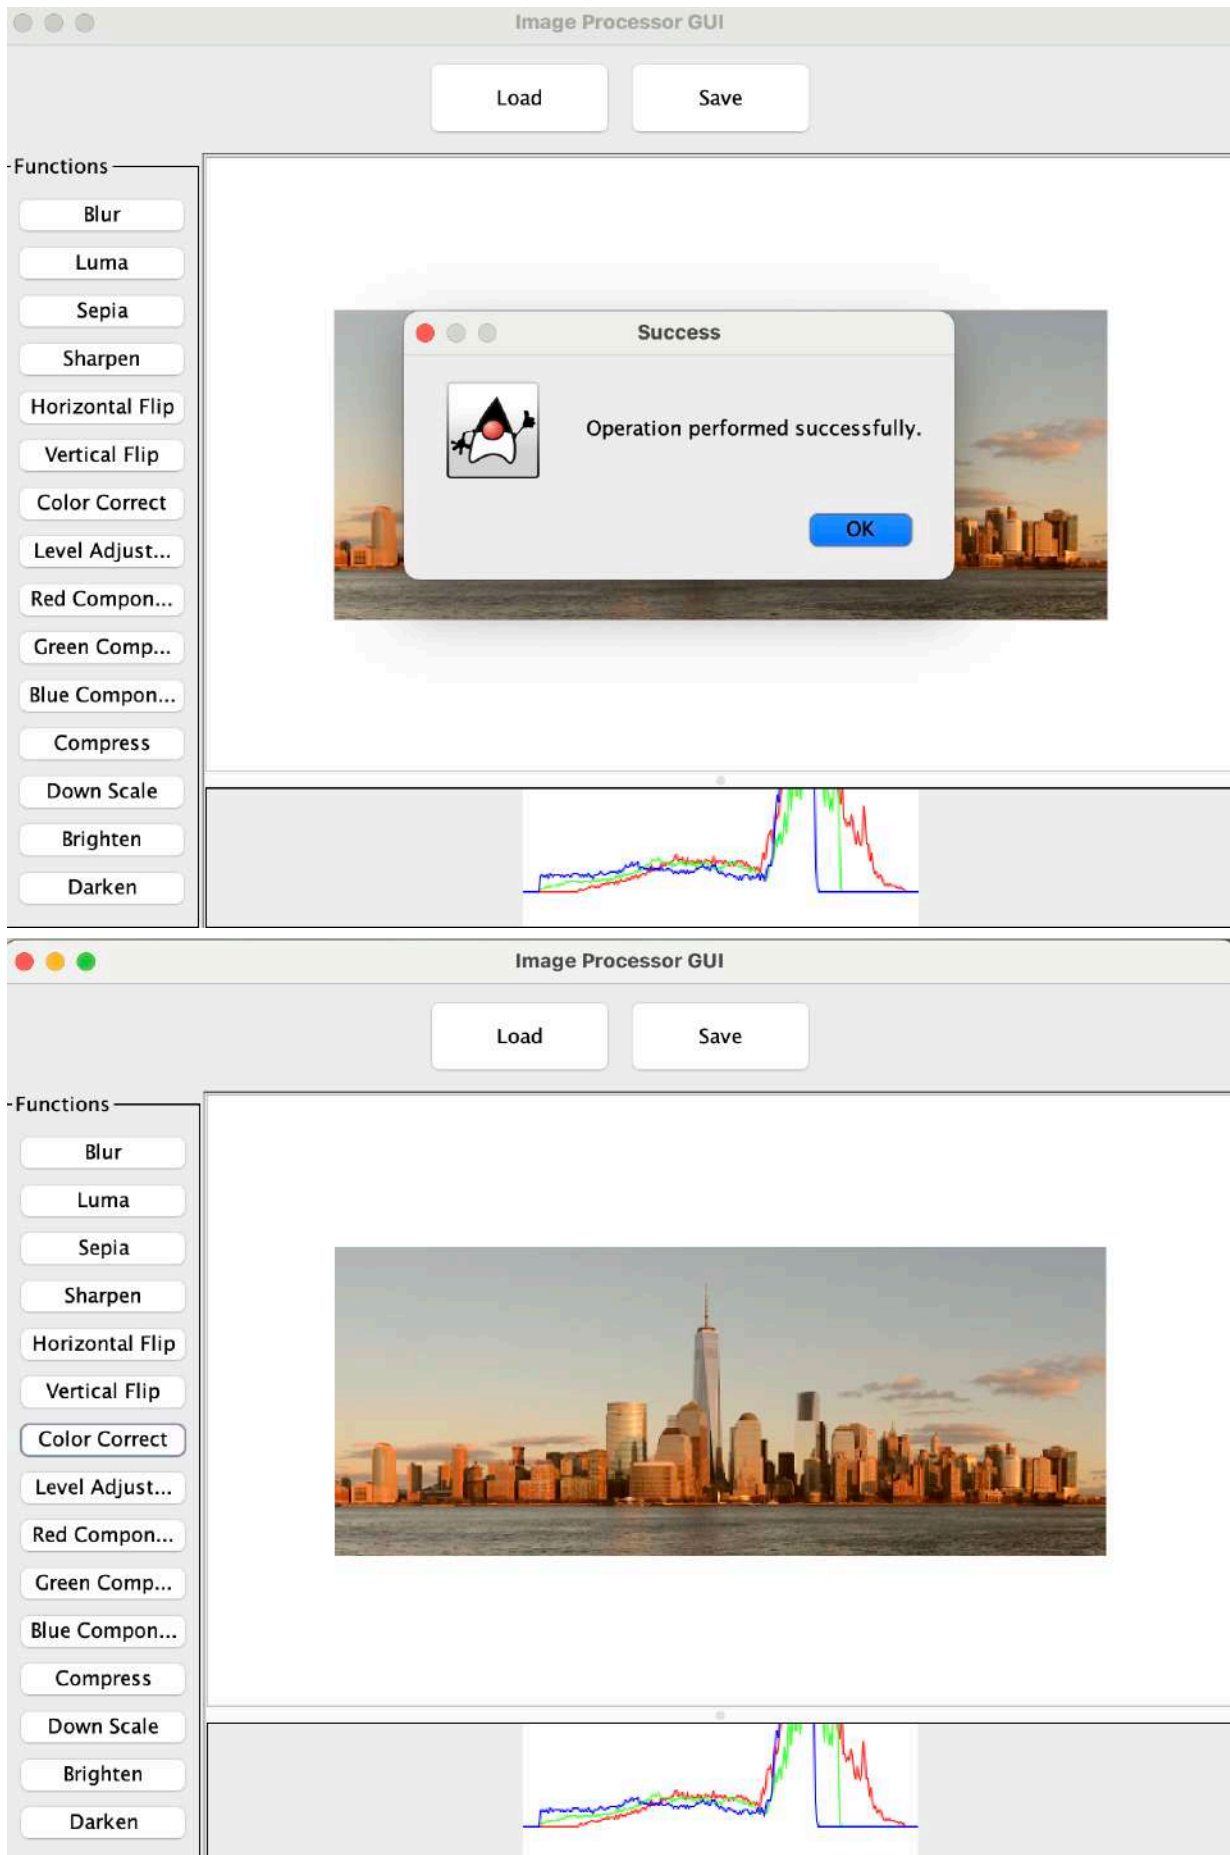 Image Processor GUI
Load
Save
Functions
Blur
Luma
Sepia
Sharpen
Horizontal Flip
Vertical Flip
Color Correct
Level Adjust...
Red Compon...
Green Comp...
Blue Compon...
Compress
Down Scale
Brighten
Darken
Success
Operation performed successfully.
OK
Image Processor GUI
Load
Save
Functions
Blur
Luma
Sepia
Sharpen
Horizontal Flip
Vertical Flip
Color Correct
Level Adjust...
Red Compon...
Green Comp...
Blue Compon...
Compress
Down Scale
Brighten
Darken